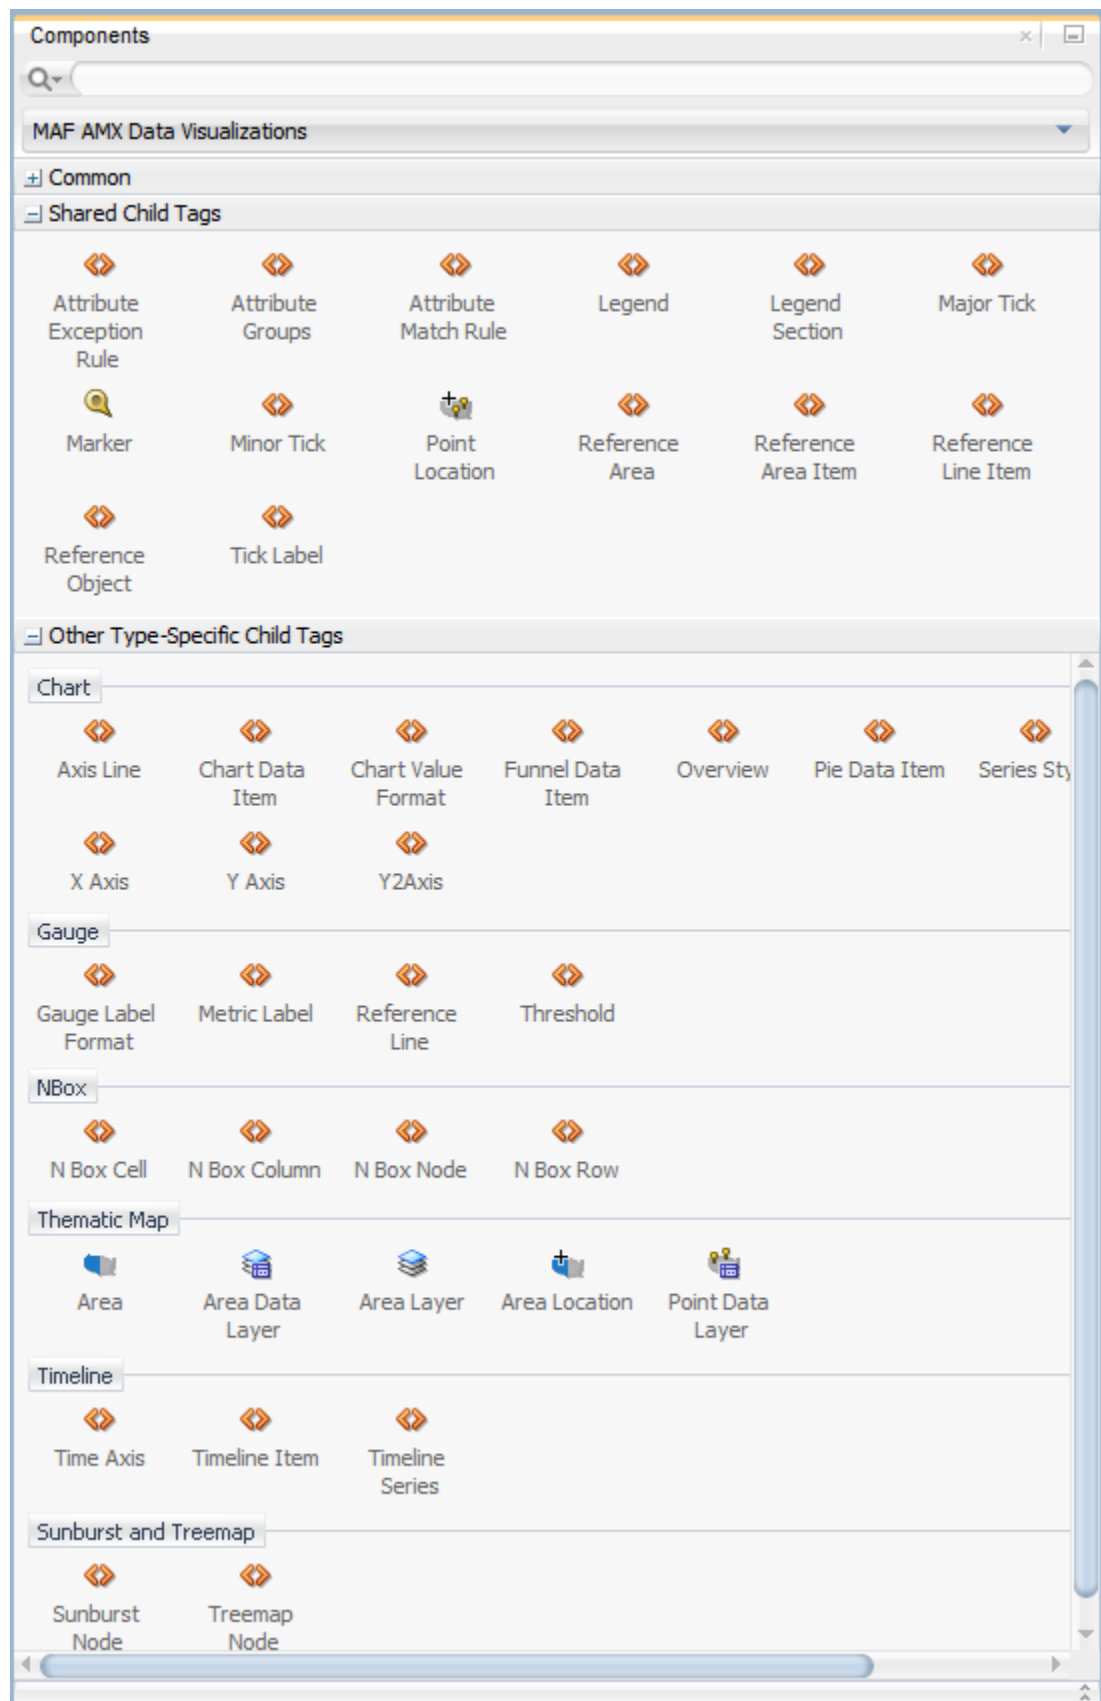 Components
MAF AMX Data Visualizations
Common
Shared Child Tags
Attribute Exception Rule
Attribute Groups
Attribute Match Rule
Legend
Legend Section
Major Tick
Marker
Minor Tick
Point Location
Reference Area
Reference Area Item
Reference Line Item
Reference Object
Tick Label
Other Type-Specific Child Tags
Chart
Axis Line
Chart Data Item
Chart Value Format
Funnel Data Item
Overview
Pie Data Item
Series Sty
X Axis
Y Axis
Y2Axis
Gauge
Gauge Label Format
Metric Label
Reference Line
Threshold
NBox
N Box Cell
N Box Column
N Box Node
N Box Row
Thematic Map
Area
Area Data Layer
Area Layer
Area Location
Point Data Layer
Timeline
Time Axis
Timeline Item
Timeline Series
Sunburst and Treemap
Sunburst Node
Treemap Node